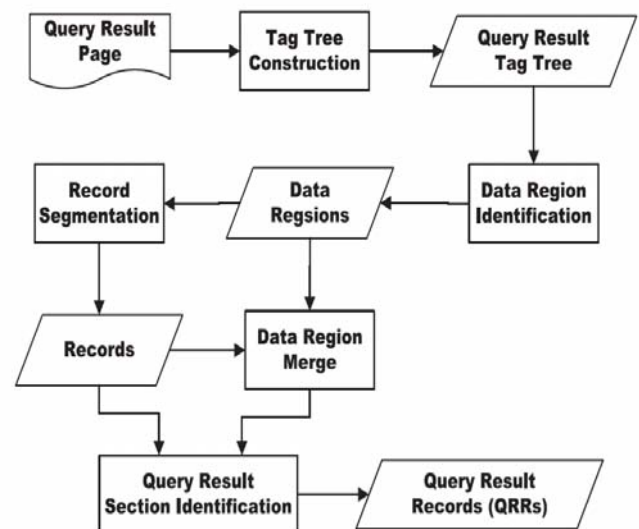 Query Result
Page
Tag Tree
Construction
Query Result
Tag Tree
Record
Segmentation
Data
Regsions
Data Region
Identification
Records
Data Region
Merge
Query Result
Section Identification
Query Result
Records (QRRs)